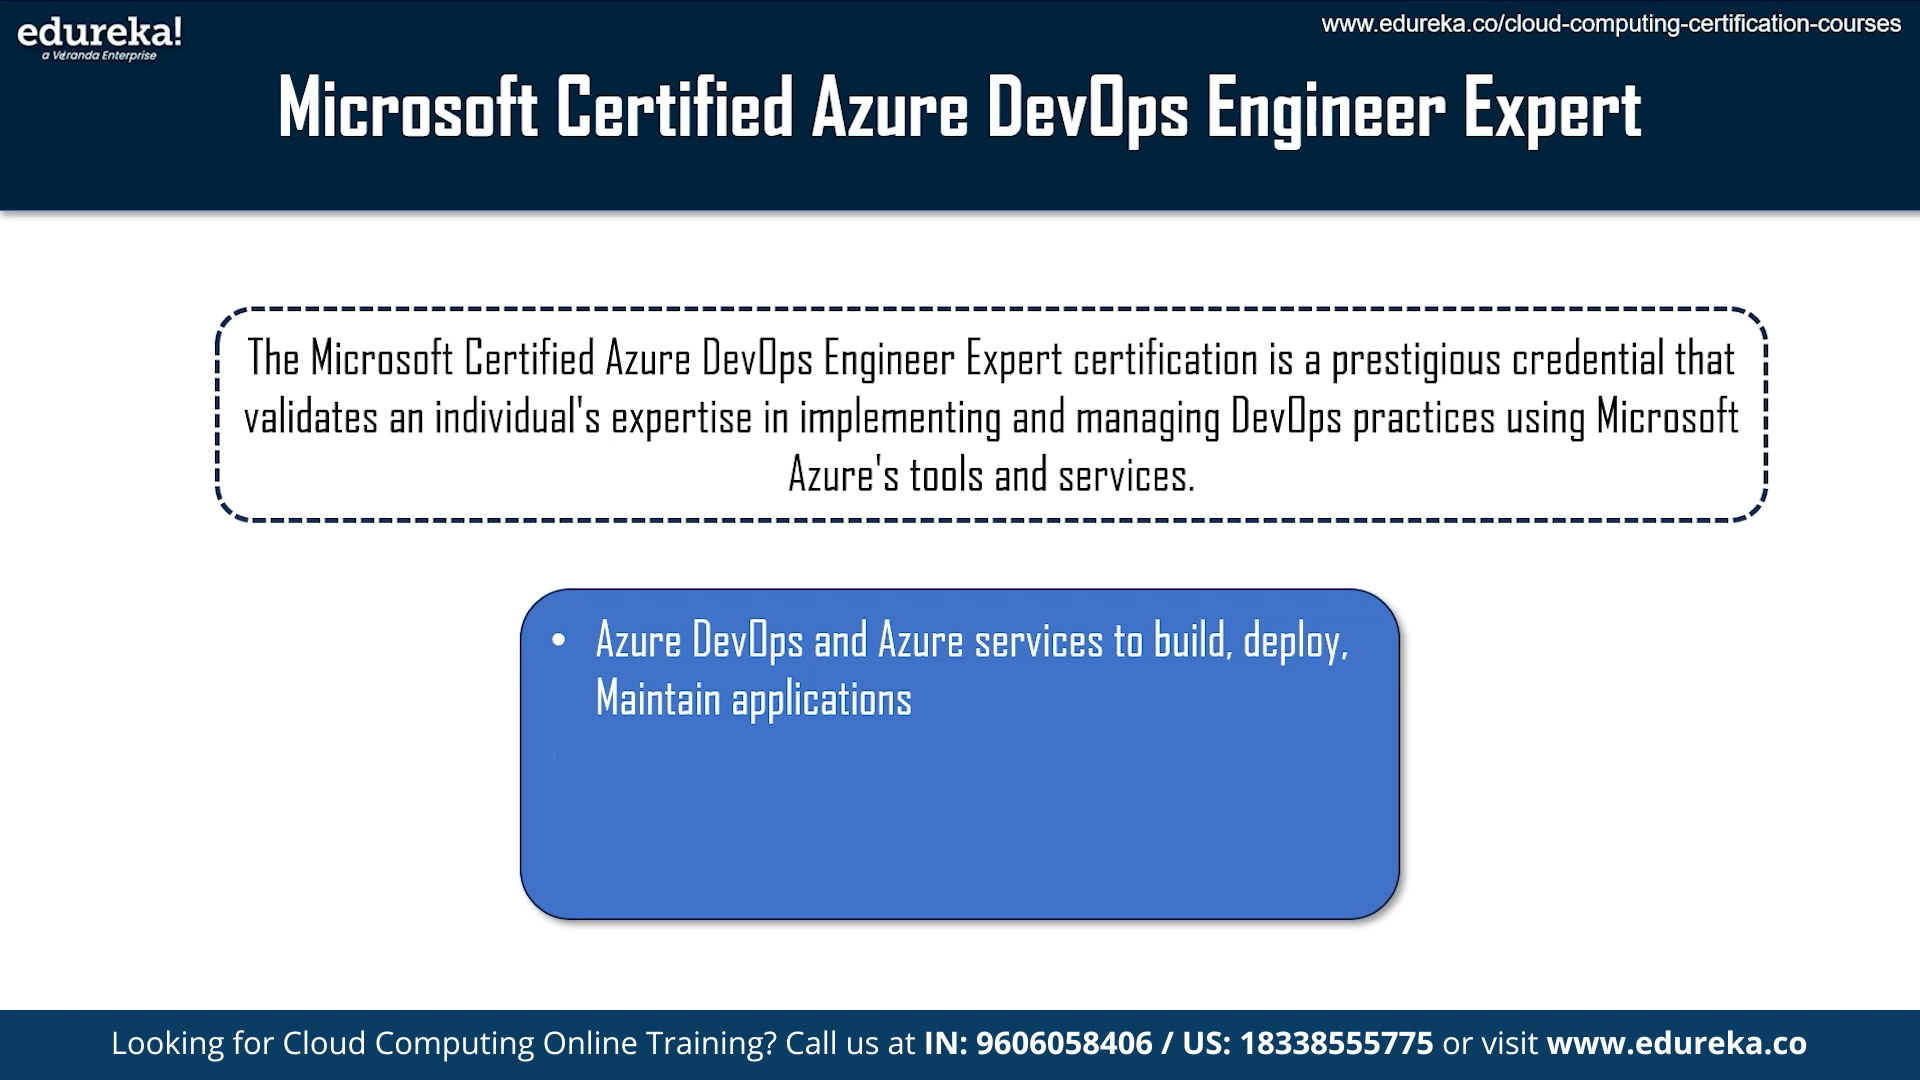 edureka!
a Veranda Enterprise
www.edureka.co/cloud-computing-certification-courses
Microsoft Certified Azure DevOps Engineer Expert
The Microsoft Certified Azure DevOps Engineer Expert certification is a prestigious credential that
validates an individual's expertise in implementing and managing DevOps practices using Microsoft
Azure's tools and services.
• Azure DevOps and Azure services to build, deploy,
Maintain applications
Looking for Cloud Computing Online Training? Call us at IN: 9606058406 / US: 18338555775 or visit www.edureka.co